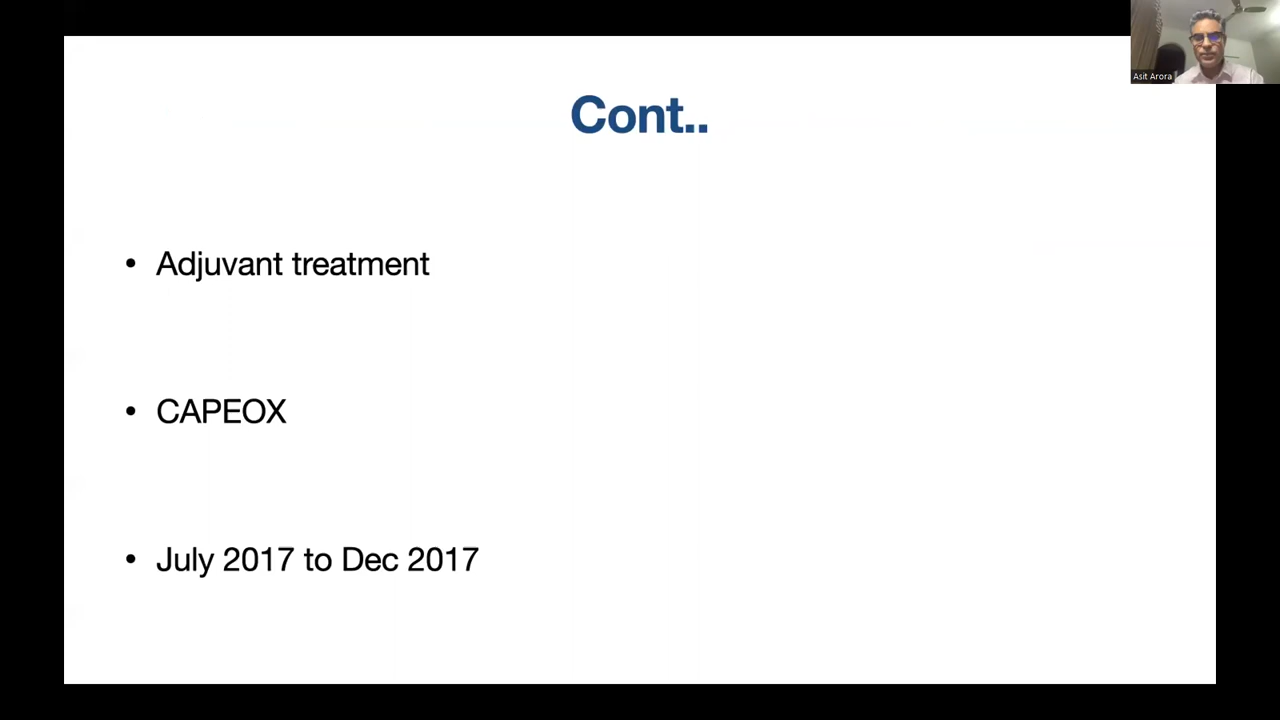 Asit Arora
Cont..
• Adjuvant treatment
• CAPEOX
• July 2017 to Dec 2017